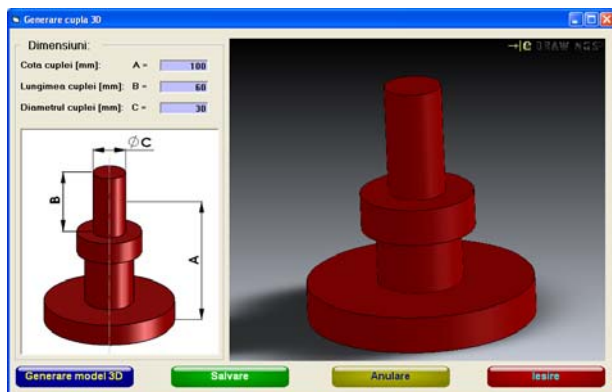 Generare cupla 3D
Dimensiuni:
Cota cuplei [mm]: A = 100
Lungimea cuplei [mm]: B = 60
Diametrul cuplei [mm]: C = 30
eDRAWINGS
ØC
B
A
Generare model 3D
Salvare
Anulare
Iesire